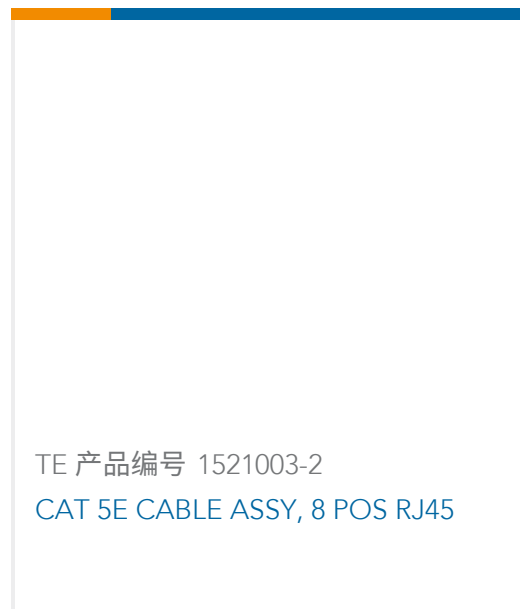 TE 产品编号 1521003-2
CAT 5E CABLE ASSY, 8 POS RJ45